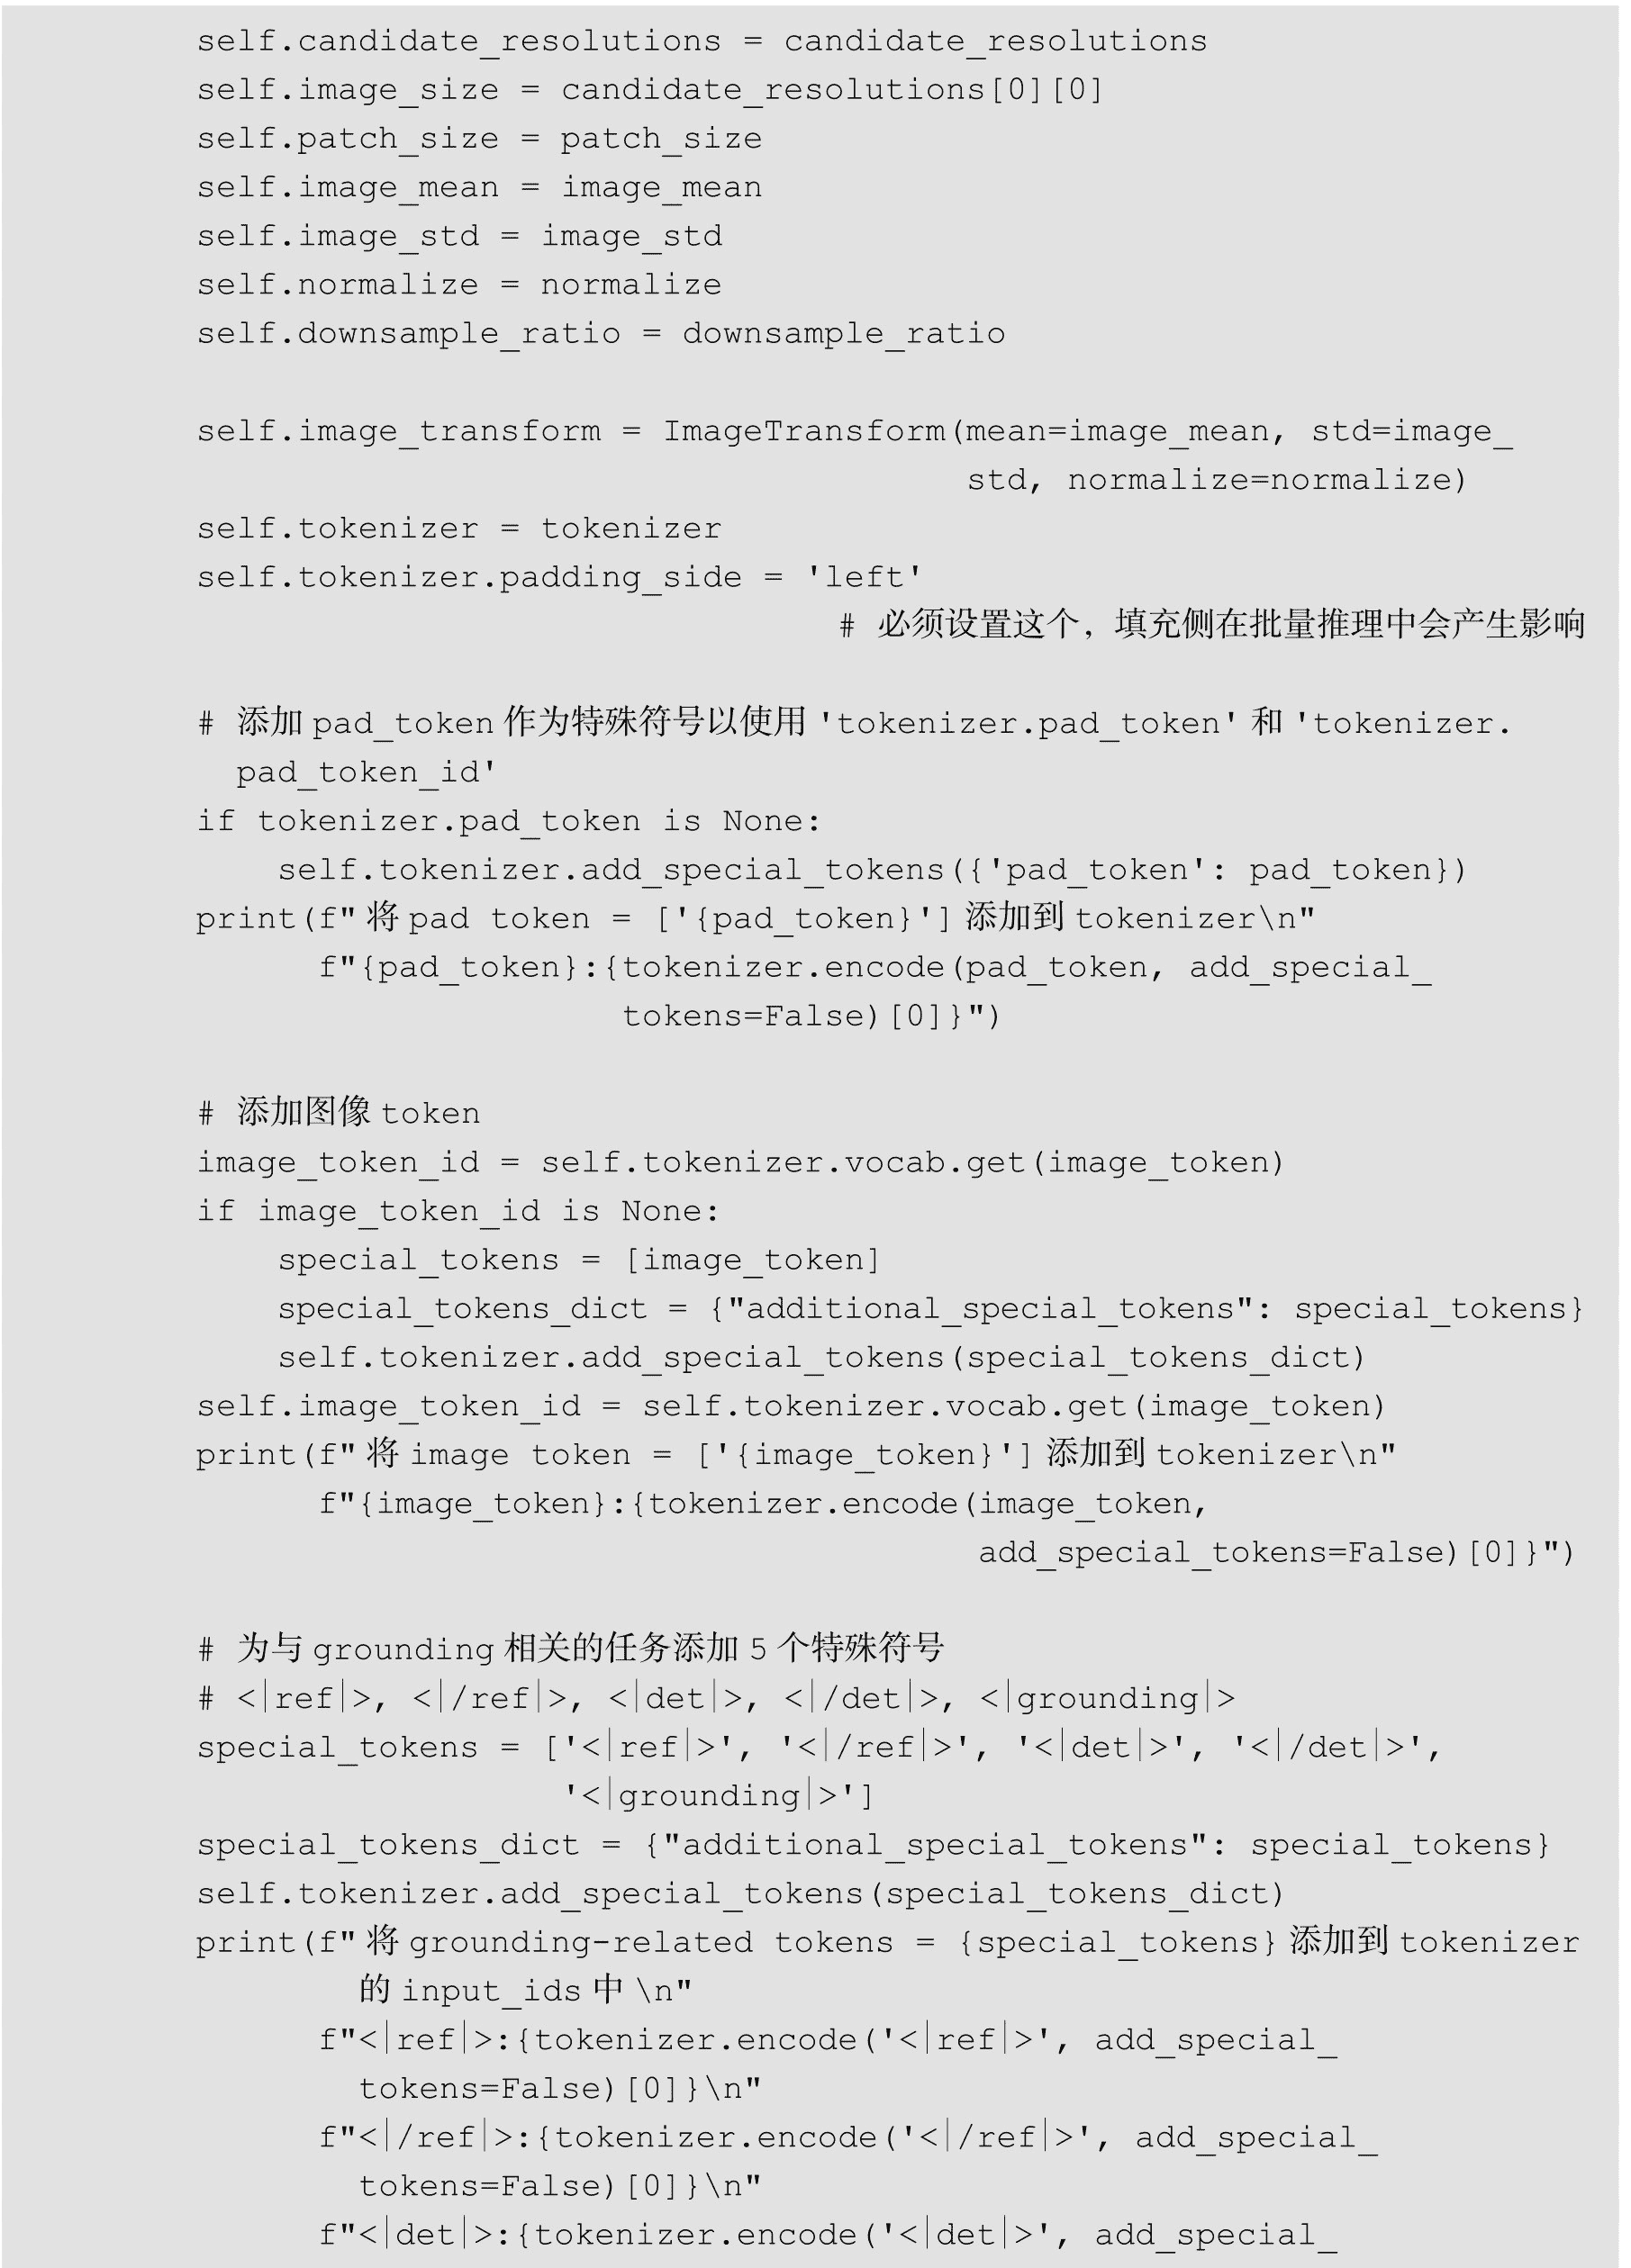 self.candidate_resolutions = candidate_resolutions
self.image_size = candidate_resolutions[0][0]
self.patch_size = patch_size
self.image_mean = image_mean
self.image_std = image_std
self.normalize = normalize
self.downsample_ratio = downsample_ratio
self.image_transform = ImageTransform(mean=image_mean, std=image_
std, normalize=normalize)
self.tokenizer = tokenizer
self.tokenizer.padding_side = 'left'
# 必须设置这个，填充侧在批量推理中会产生影响
# 添加 pad_token 作为特殊符号以使用 'tokenizer.pad_token' 和 'tokenizer.
pad_token_id'
if tokenizer.pad_token is None:
self.tokenizer.add_special_tokens({'pad_token': pad_token})
print(f" 将 pad token = ['{pad_token}'] 添加到 tokenizer\n"
f"{pad_token}:{tokenizer.encode(pad_token, add_special_
tokens=False)[0]}")
# 添加图像 token
image_token_id = self.tokenizer.vocab.get(image_token)
if image_token_id is None:
special_tokens = [image_token]
special_tokens_dict = {"additional_special_tokens": special_tokens}
self.tokenizer.add_special_tokens(special_tokens_dict)
self.image_token_id = self.tokenizer.vocab.get(image_token)
print(f" 将 image token = ['{image_token}'] 添加到 tokenizer\n"
f"{image_token}:{tokenizer.encode(image_token,
add_special_tokens=False)[0]}")
# 为与 grounding 相关的任务添加 5 个特殊符号
# <|ref|>, <|/ref|>, <|det|>, <|/det|>, <|grounding|>
special_tokens = ['<|ref|>', '<|/ref|>', '<|det|>', '<|/det|>',
'<|grounding|>']
special_tokens_dict = {"additional_special_tokens": special_tokens}
self.tokenizer.add_special_tokens(special_tokens_dict)
print(f" 将 grounding-related tokens = {special_tokens} 添加到 tokenizer
的 input_ids 中 \n"
f"<|ref|>:{tokenizer.encode('<|ref|>', add_special_
tokens=False)[0]}\n"
f"<|/ref|>:{tokenizer.encode('<|/ref|>', add_special_
tokens=False)[0]}\n"
f"<|det|>:{tokenizer.encode('<|det|>', add_special_